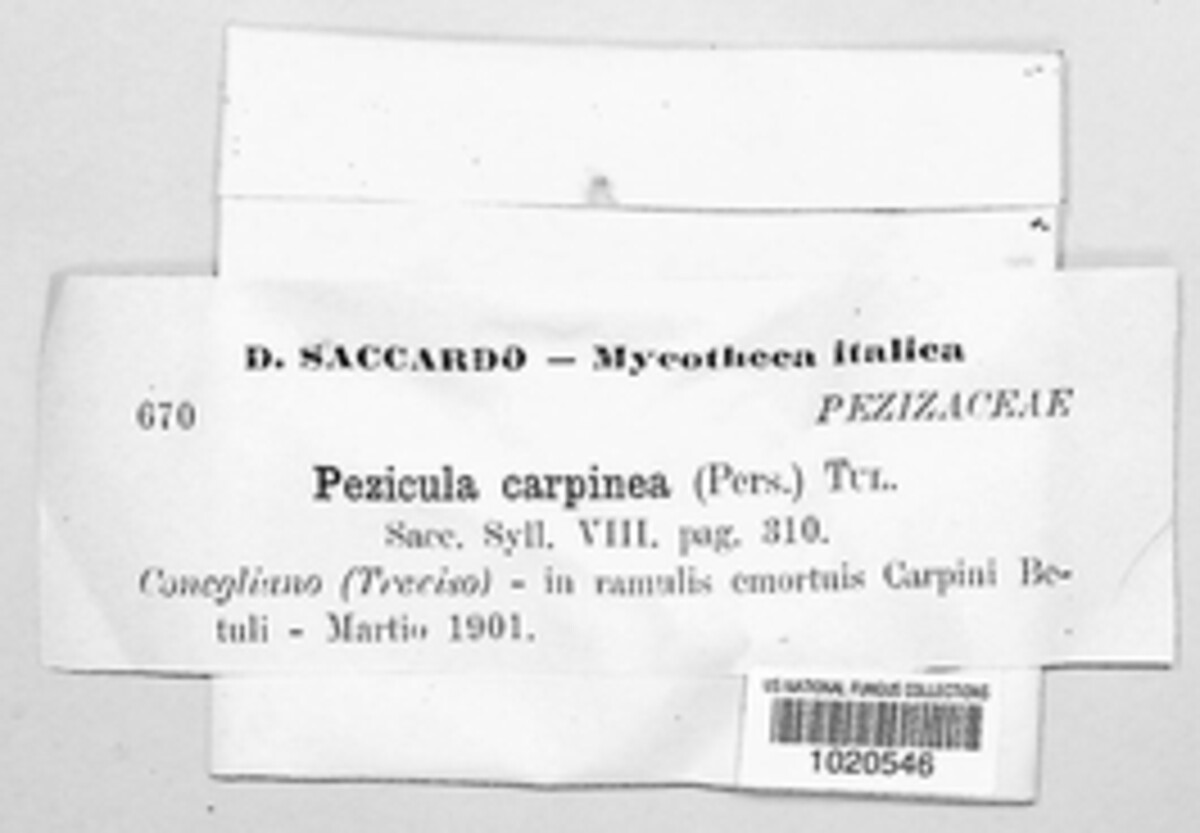 D. SACCARDO — Mycotheca italica
670
PEZIZACEAE
Pezicula carpinea (Pers.) TUL.
Sacc. Syll. VIII. pag. 310.
Conegliano (Treviso) - in ramulis emortuis Carpini Be-
tuli - Martio 1901.
US NATIONAL FUNGUS COLLECTIONS
1020546